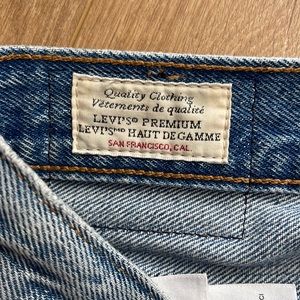 Quality Clothing
Vêtements de qualité
LEVI'S® PREMIUM
LEVI'S MD HAUT DE GAMME
SAN FRANCISCO, CAL.